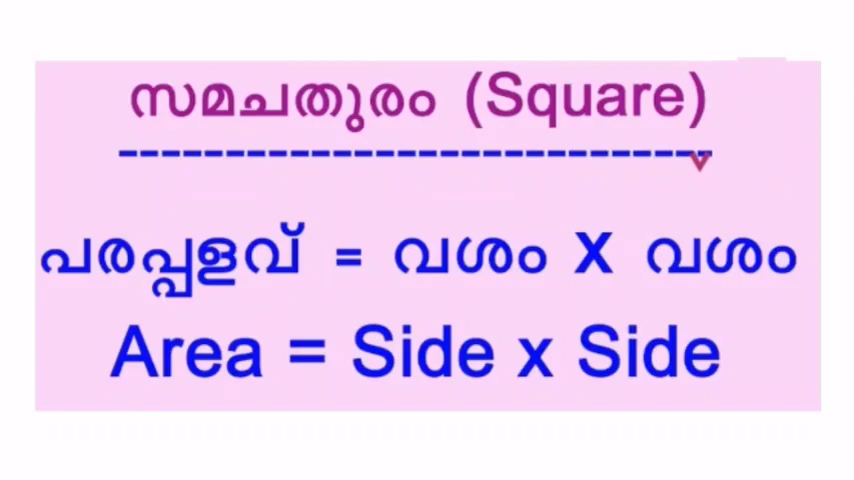 സമചതുരം (Square)
പരപ്പളവ് = വശം X വശം
Area = Side x Side